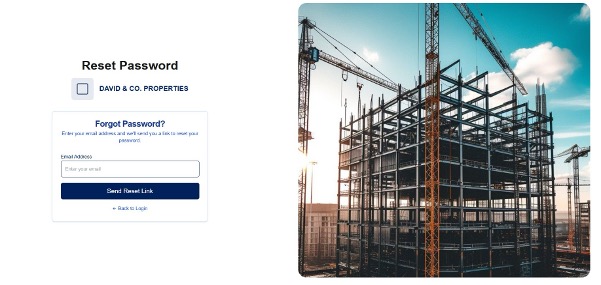 Reset Password
DAVID & CO. PROPERTIES
Forgot Password?
Enter your email address and we'll send you a link to reset your
password.
Email Address
Enter your email
Send Reset Link
← Back to Login